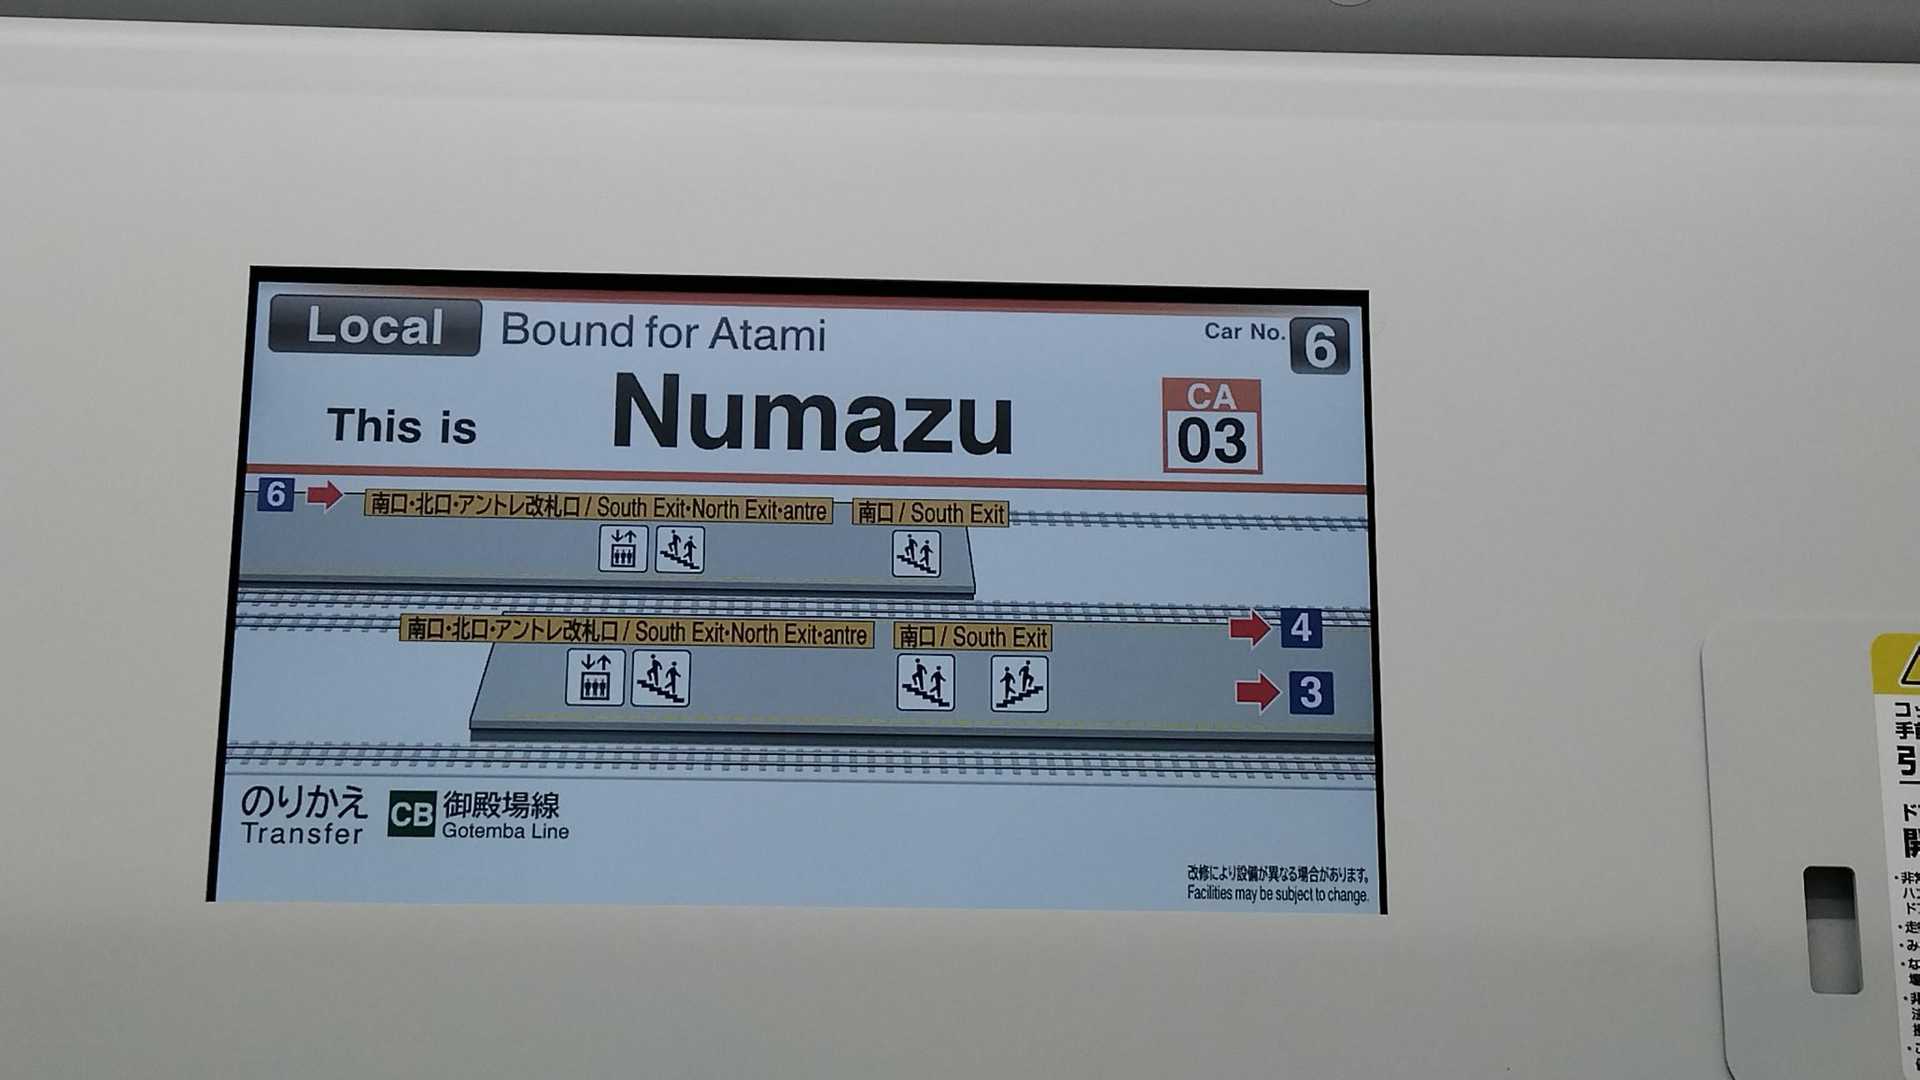 Local Bound for Atami Car No. 6
This is Numazu CA 03
6 南口・北口・アントレ改札口 / South Exit・North Exit・antre 南口 / South Exit
南口・北口・アントレ改札口 / South Exit・North Exit・antre 南口 / South Exit 4
3
のりかえ CB 御殿場線
Transfer Gotemba Line
改修により設備が異なる場合があります。
Facilities may be subject to change.